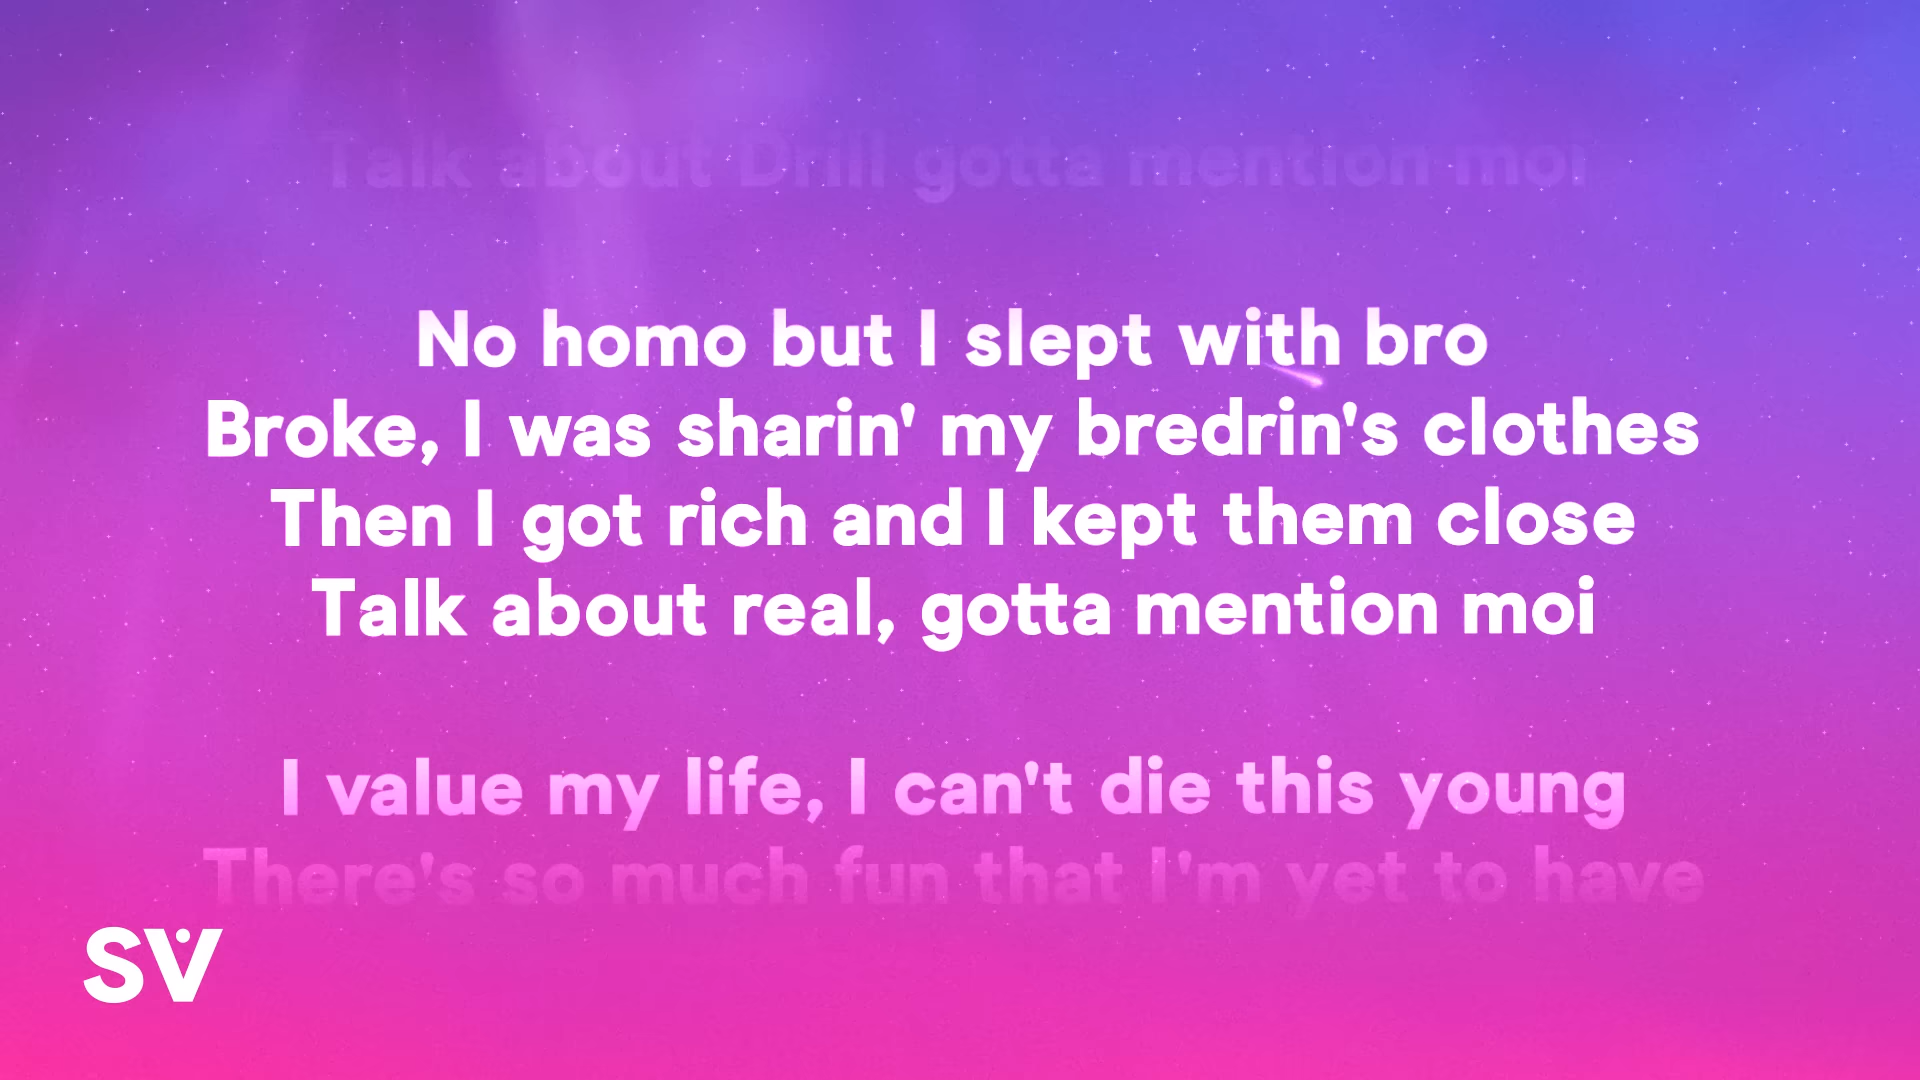 Talk about Drill gotta mention moi
No homo but I slept with bro
Broke, I was sharin' my bredrin's clothes
Then I got rich and I kept them close
Talk about real, gotta mention moi
I value my life, I can't die this young
There's so much fun that I'm yet to have
SV